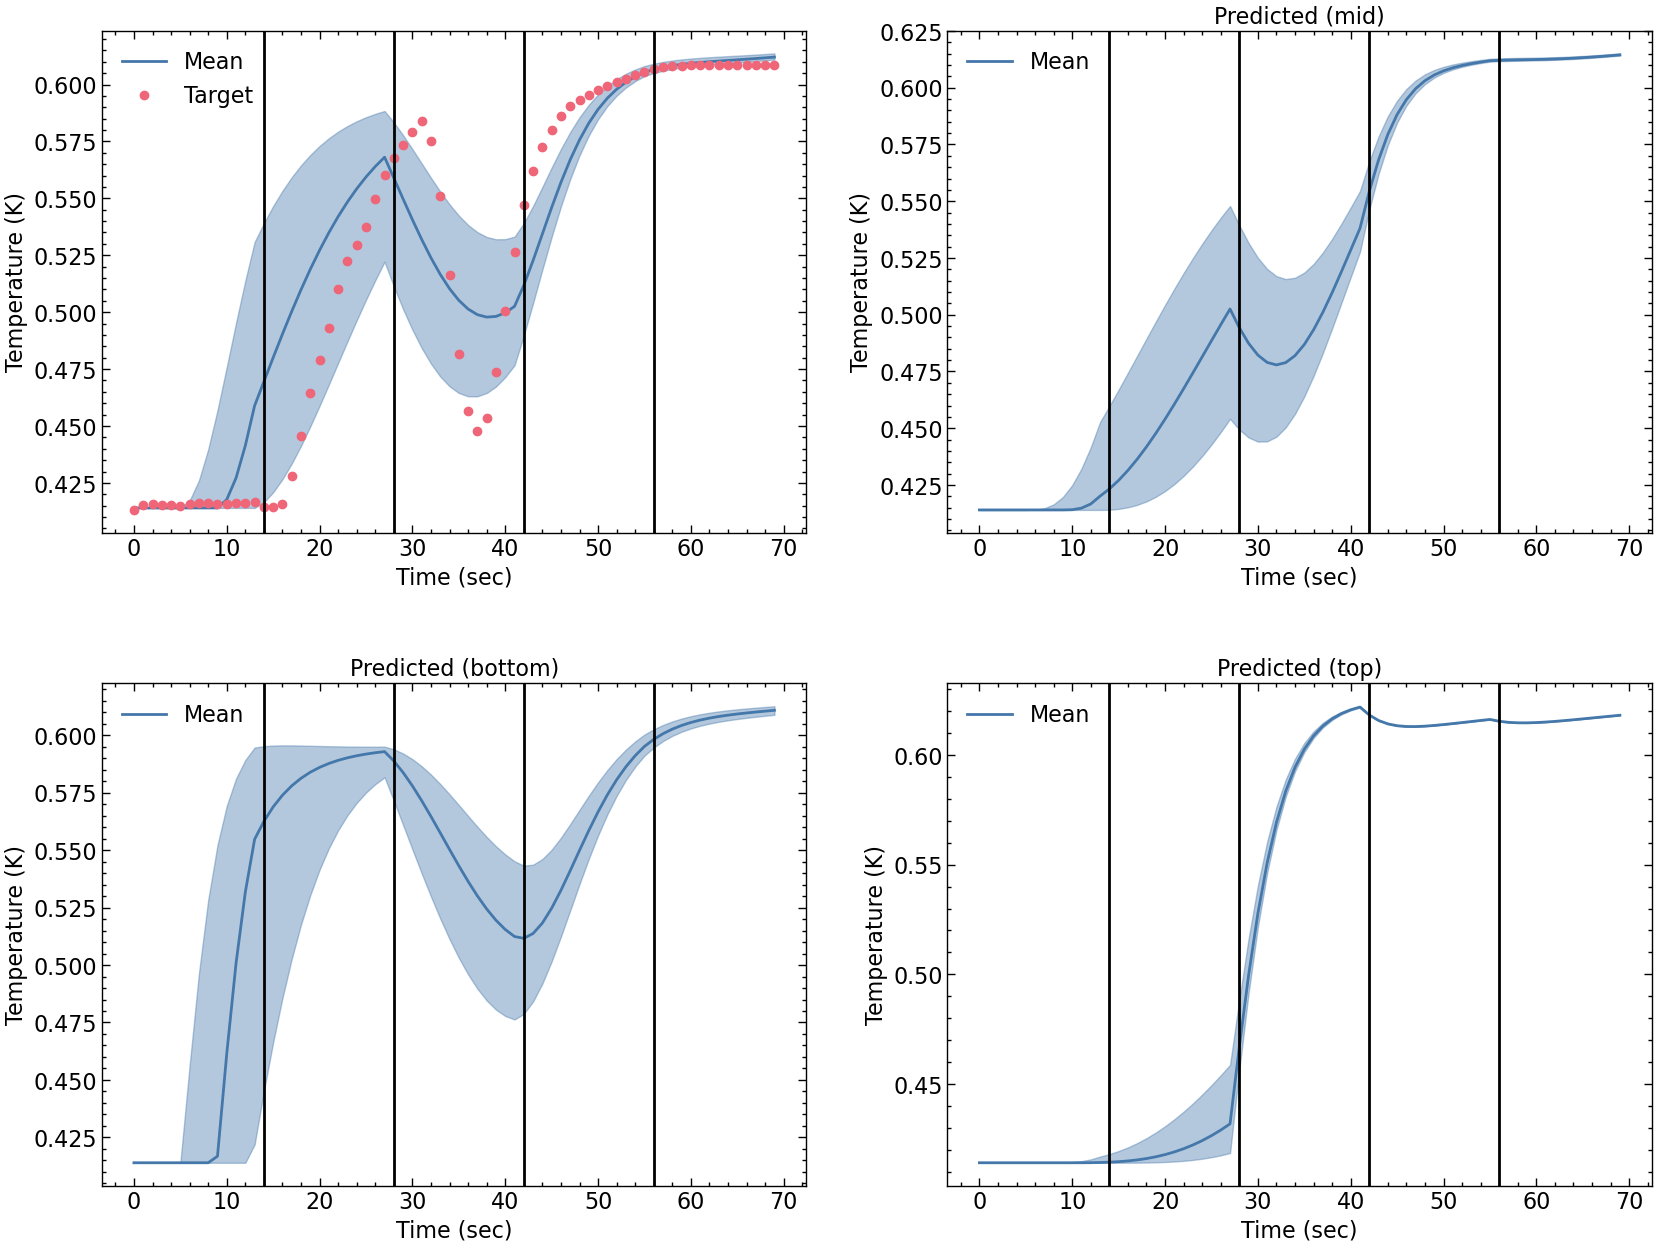 Mean
Target
0.600
0.575
0.550
0.525
0.500
0.475
0.450
0.425
Temperature (K)
0 10 20 30 40 50 60 70
Time (sec)
Predicted (mid)
Mean
0.625
0.600
0.575
0.550
0.525
0.500
0.475
0.450
0.425
Temperature (K)
0 10 20 30 40 50 60 70
Time (sec)
Predicted (bottom)
Mean
0.600
0.575
0.550
0.525
0.500
0.475
0.450
0.425
Temperature (K)
0 10 20 30 40 50 60 70
Time (sec)
Predicted (top)
Mean
0.60
0.55
0.50
0.45
Temperature (K)
0 10 20 30 40 50 60 70
Time (sec)